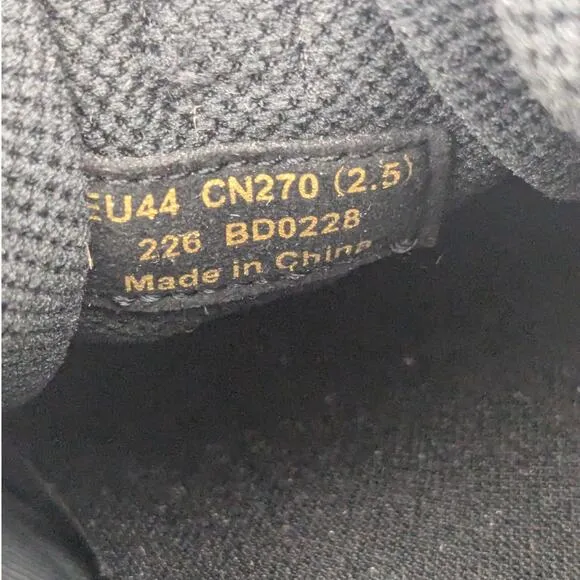 EU44 CN270 (2.5)
226 BD0228
Made in China